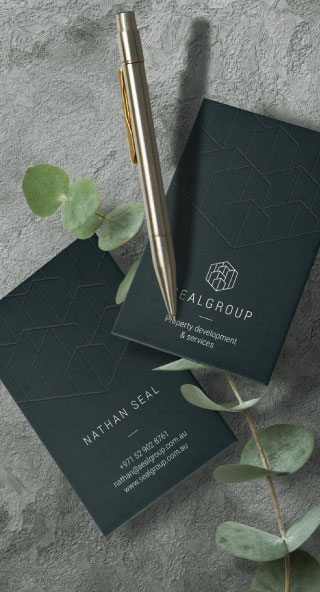 SEALGROUP
Property development
& services
NATHAN SEAL
+971 52 902 8761
nathan@sealgroup.com.au
www.sealgroup.com.au